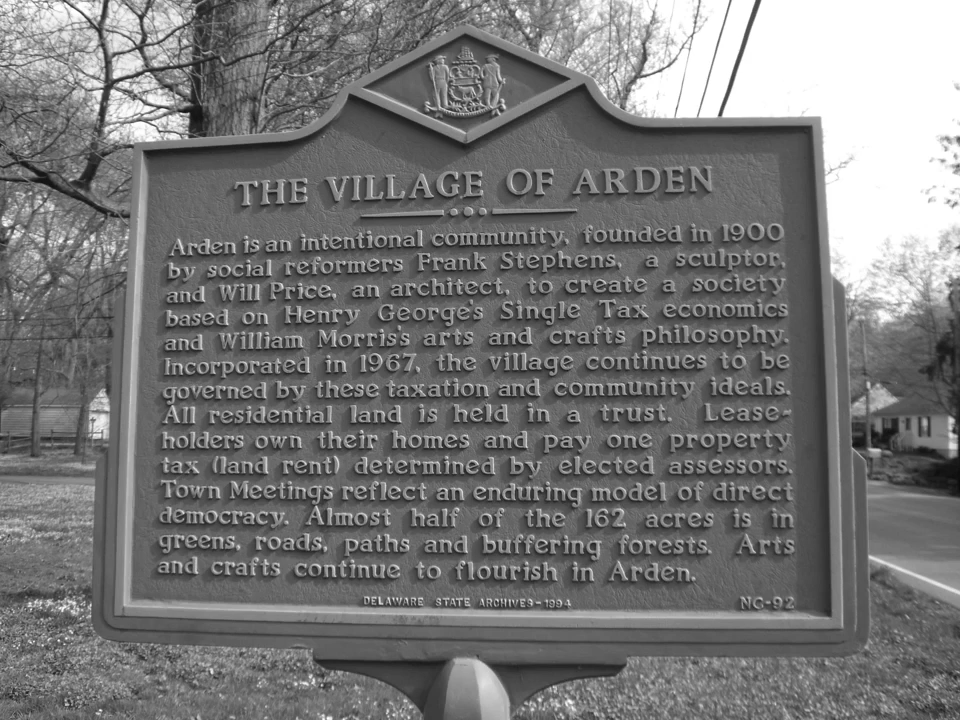 THE VILLAGE OF ARDEN
Arden is an intentional community, founded in 1900
by social reformers Frank Stephens, a sculptor,
and Will Price, an architect, to create a society
based on Henry George's Single Tax economics
and William Morris's arts and crafts philosophy.
Incorporated in 1967, the village continues to be
governed by these taxation and community ideals.
All residential land is held in a trust. Lease-
holders own their homes and pay one property
tax (land rent) determined by elected assessors.
Town Meetings reflect an enduring model of direct
democracy. Almost half of the 162 acres is in
greens, roads, paths and buffering forests. Arts
and crafts continue to flourish in Arden.
DELAWARE STATE ARCHIVES-1994 NC-92